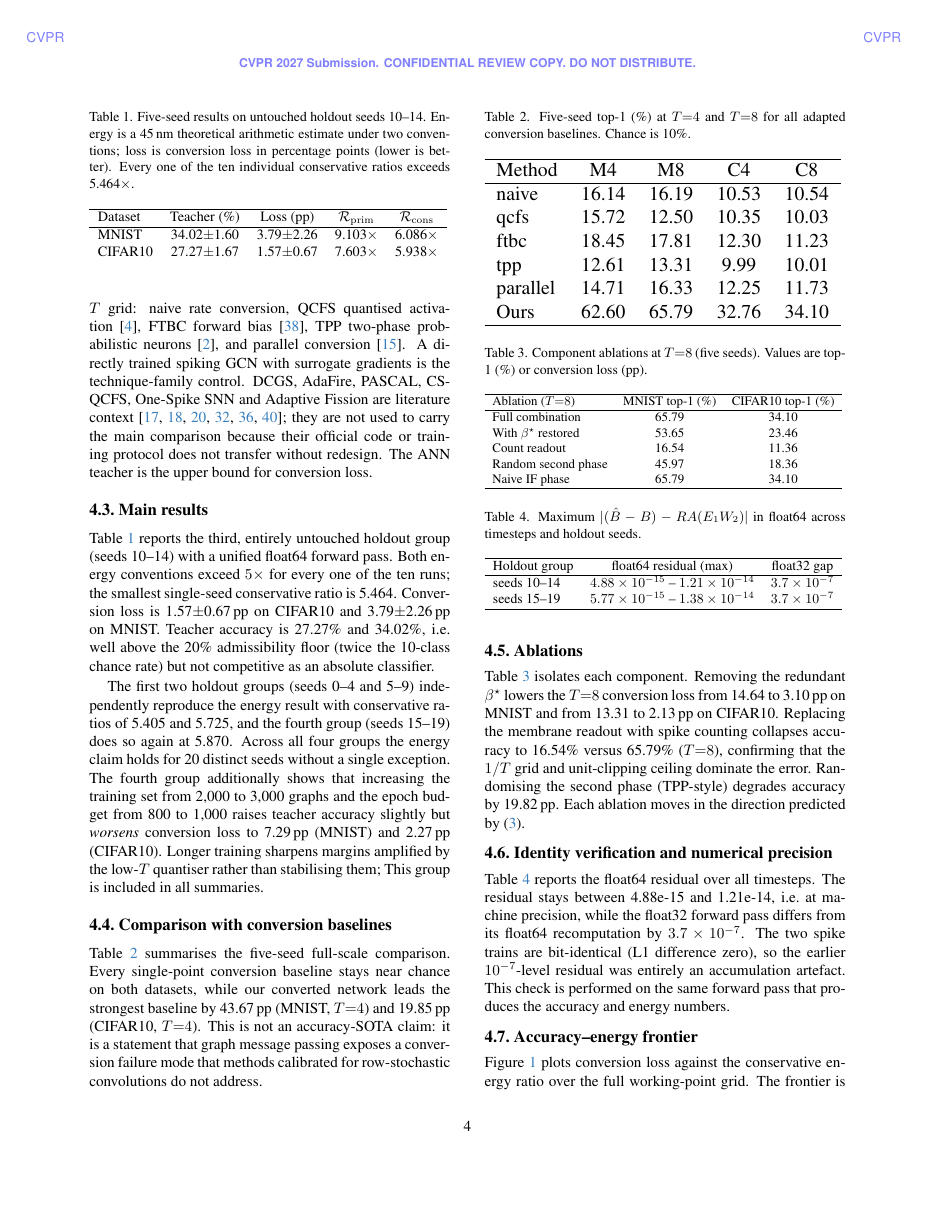 CVPR
CVPR
CVPR 2027 Submission. CONFIDENTIAL REVIEW COPY. DO NOT DISTRIBUTE.
Table 1. Five-seed results on untouched holdout seeds 10–14. En-
ergy is a 45 nm theoretical arithmetic estimate under two conven-
tions; loss is conversion loss in percentage points (lower is bet-
ter). Every one of the ten individual conservative ratios exceeds
5.464×.
Dataset Teacher (%) Loss (pp) R_prim R_cons
MNIST 34.02±1.60 3.79±2.26 9.103× 6.086×
CIFAR10 27.27±1.67 1.57±0.67 7.603× 5.938×
T grid: naive rate conversion, QCFS quantised activa-
tion [4], FTBC forward bias [38], TPP two-phase prob-
abilistic neurons [2], and parallel conversion [15]. A di-
rectly trained spiking GCN with surrogate gradients is the
technique-family control. DCGS, AdaFire, PASCAL, CS-
QCFS, One-Spike SNN and Adaptive Fission are literature
context [17, 18, 20, 32, 36, 40]; they are not used to carry
the main comparison because their official code or train-
ing protocol does not transfer without redesign. The ANN
teacher is the upper bound for conversion loss.
4.3. Main results
Table 1 reports the third, entirely untouched holdout group
(seeds 10–14) with a unified float64 forward pass. Both en-
ergy conventions exceed 5× for every one of the ten runs;
the smallest single-seed conservative ratio is 5.464. Conver-
sion loss is 1.57±0.67 pp on CIFAR10 and 3.79±2.26 pp
on MNIST. Teacher accuracy is 27.27% and 34.02%, i.e.
well above the 20% admissibility floor (twice the 10-class
chance rate) but not competitive as an absolute classifier.
The first two holdout groups (seeds 0–4 and 5–9) inde-
pendently reproduce the energy result with conservative ra-
tios of 5.405 and 5.725, and the fourth group (seeds 15–19)
does so again at 5.870. Across all four groups the energy
claim holds for 20 distinct seeds without a single exception.
The fourth group additionally shows that increasing the
training set from 2,000 to 3,000 graphs and the epoch bud-
get from 800 to 1,000 raises teacher accuracy slightly but
worsens conversion loss to 7.29 pp (MNIST) and 2.27 pp
(CIFAR10). Longer training sharpens margins amplified by
the low-T quantiser rather than stabilising them; This group
is included in all summaries.
4.4. Comparison with conversion baselines
Table 2 summarises the five-seed full-scale comparison.
Every single-point conversion baseline stays near chance
on both datasets, while our converted network leads the
strongest baseline by 43.67 pp (MNIST, T=4) and 19.85 pp
(CIFAR10, T=4). This is not an accuracy-SOTA claim: it
is a statement that graph message passing exposes a conver-
sion failure mode that methods calibrated for row-stochastic
convolutions do not address.
Table 2. Five-seed top-1 (%) at T=4 and T=8 for all adapted
conversion baselines. Chance is 10%.
Method M4 M8 C4 C8
naive 16.14 16.19 10.53 10.54
qcfs 15.72 12.50 10.35 10.03
ftbc 18.45 17.81 12.30 11.23
tpp 12.61 13.31 9.99 10.01
parallel 14.71 16.33 12.25 11.73
Ours 62.60 65.79 32.76 34.10
Table 3. Component ablations at T=8 (five seeds). Values are top-
1 (%) or conversion loss (pp).
Ablation (T=8) MNIST top-1 (%) CIFAR10 top-1 (%)
Full combination 65.79 34.10
With β⋆ restored 53.65 23.46
Count readout 16.54 11.36
Random second phase 45.97 18.36
Naive IF phase 65.79 34.10
Table 4. Maximum |(B̂ − B) − RA(E₁W₂)| in float64 across
timesteps and holdout seeds.
Holdout group float64 residual (max) float32 gap
seeds 10–14 4.88 × 10⁻¹⁵ – 1.21 × 10⁻¹⁴ 3.7 × 10⁻⁷
seeds 15–19 5.77 × 10⁻¹⁵ – 1.38 × 10⁻¹⁴ 3.7 × 10⁻⁷
4.5. Ablations
Table 3 isolates each component. Removing the redundant
β⋆ lowers the T=8 conversion loss from 14.64 to 3.10 pp on
MNIST and from 13.31 to 2.13 pp on CIFAR10. Replacing
the membrane readout with spike counting collapses accu-
racy to 16.54% versus 65.79% (T=8), confirming that the
1/T grid and unit-clipping ceiling dominate the error. Ran-
domising the second phase (TPP-style) degrades accuracy
by 19.82 pp. Each ablation moves in the direction predicted
by (3).
4.6. Identity verification and numerical precision
Table 4 reports the float64 residual over all timesteps. The
residual stays between 4.88e-15 and 1.21e-14, i.e. at ma-
chine precision, while the float32 forward pass differs from
its float64 recomputation by 3.7 × 10⁻⁷. The two spike
trains are bit-identical (L1 difference zero), so the earlier
10⁻⁷-level residual was entirely an accumulation artefact.
This check is performed on the same forward pass that pro-
duces the accuracy and energy numbers.
4.7. Accuracy–energy frontier
Figure 1 plots conversion loss against the conservative en-
ergy ratio over the full working-point grid. The frontier is
4